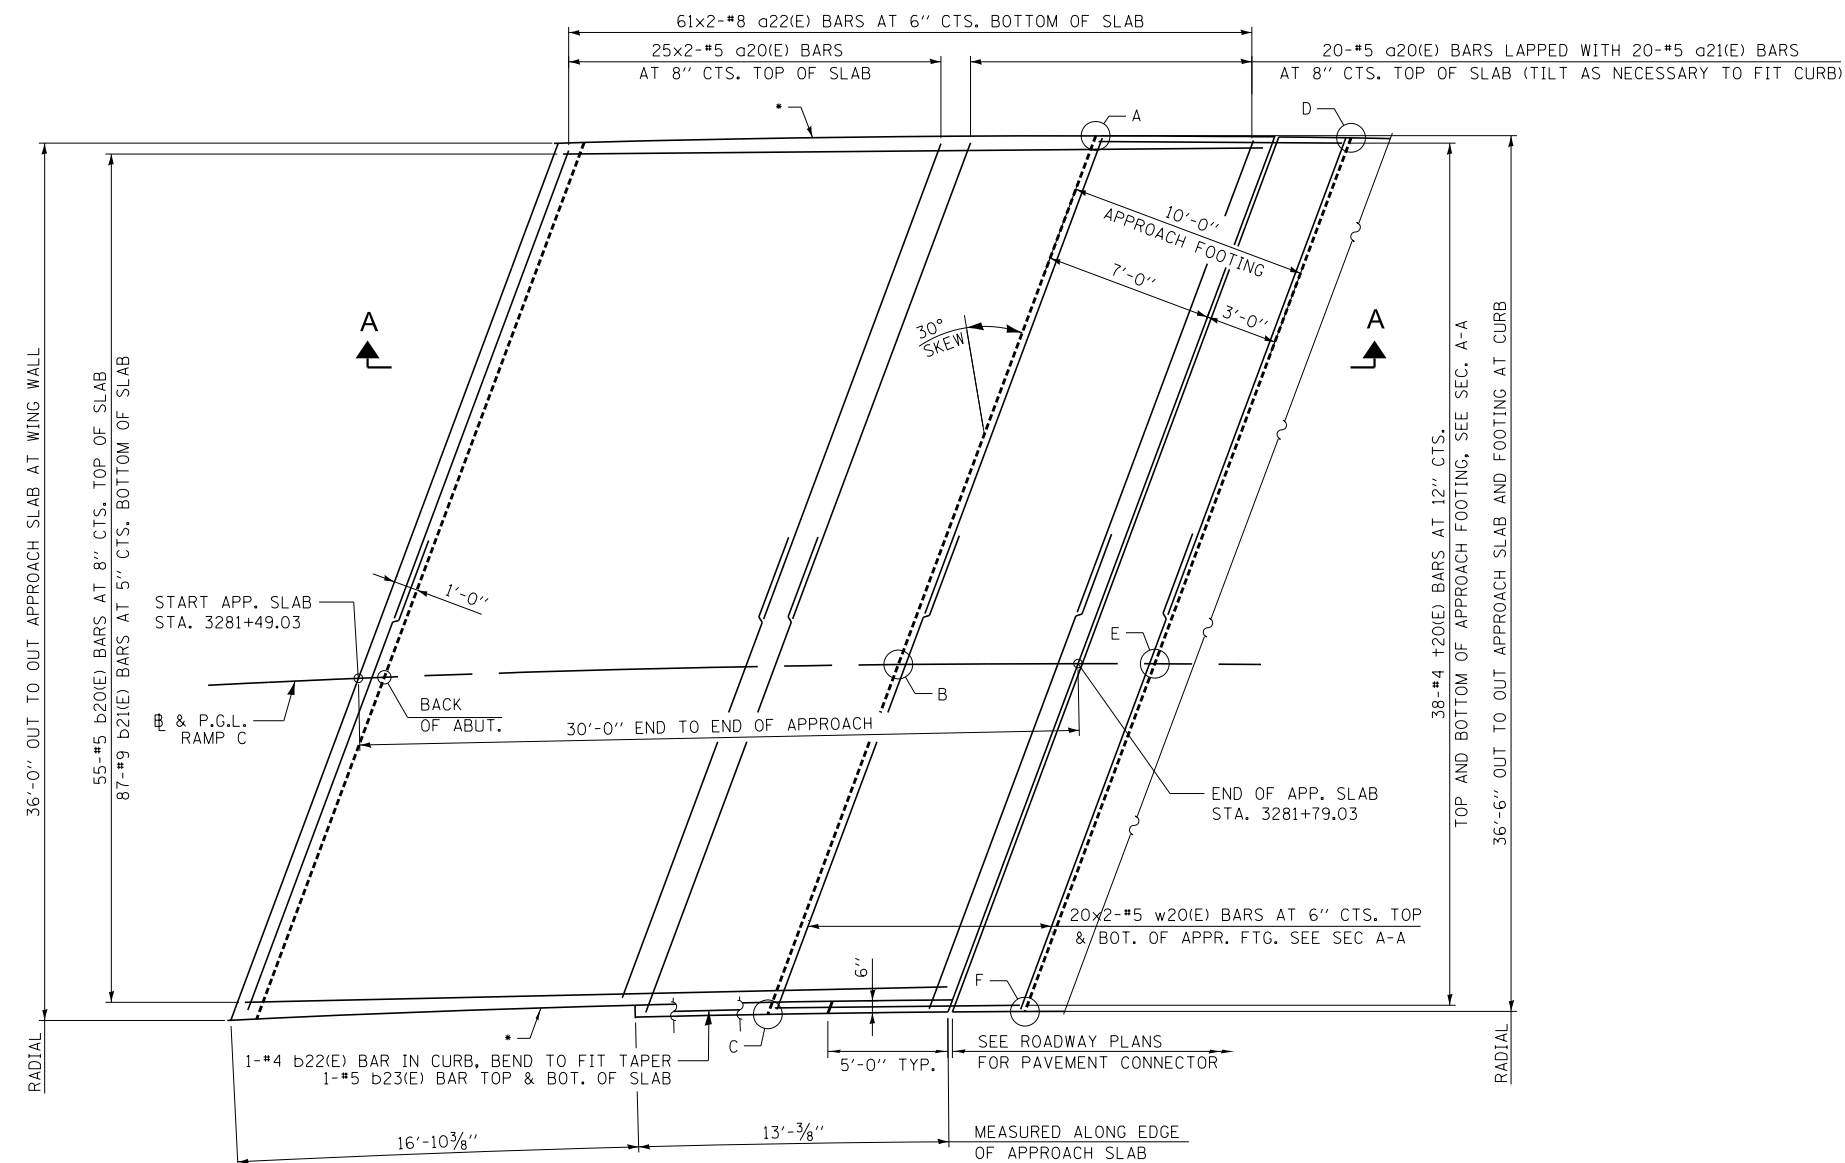 61x2-#8 a22(E) BARS AT 6'' CTS. BOTTOM OF SLAB
25x2-#5 a20(E) BARS
AT 8'' CTS. TOP OF SLAB
20-#5 a20(E) BARS LAPPED WITH 20-#5 a21(E) BARS
AT 8'' CTS. TOP OF SLAB (TILT AS NECESSARY TO FIT CURB)
*
A
D
10'-0''
APPROACH FOOTING
7'-0''
3'-0''
30°
SKEW
A
A
36'-0'' OUT TO OUT APPROACH SLAB AT WING WALL
55-#5 b20(E) BARS AT 8'' CTS. TOP OF SLAB
87-#9 b21(E) BARS AT 5'' CTS. BOTTOM OF SLAB
38-#4 t20(E) BARS AT 12'' CTS.
TOP AND BOTTOM OF APPROACH FOOTING, SEE SEC. A-A
36'-6'' OUT TO OUT APPROACH SLAB AND FOOTING AT CURB
1'-0''
START APP. SLAB
STA. 3281+49.03
E
B
BACK
OF ABUT.
℄ & P.G.L.
RAMP C
30'-0'' END TO END OF APPROACH
END OF APP. SLAB
STA. 3281+79.03
20x2-#5 w20(E) BARS AT 6'' CTS. TOP
& BOT. OF APPR. FTG. SEE SEC A-A
6''
F
*
C
1-#4 b22(E) BAR IN CURB, BEND TO FIT TAPER
1-#5 b23(E) BAR TOP & BOT. OF SLAB
5'-0'' TYP.
SEE ROADWAY PLANS
FOR PAVEMENT CONNECTOR
RADIAL
RADIAL
16'-10⅜''
13'-⅜''
MEASURED ALONG EDGE
OF APPROACH SLAB